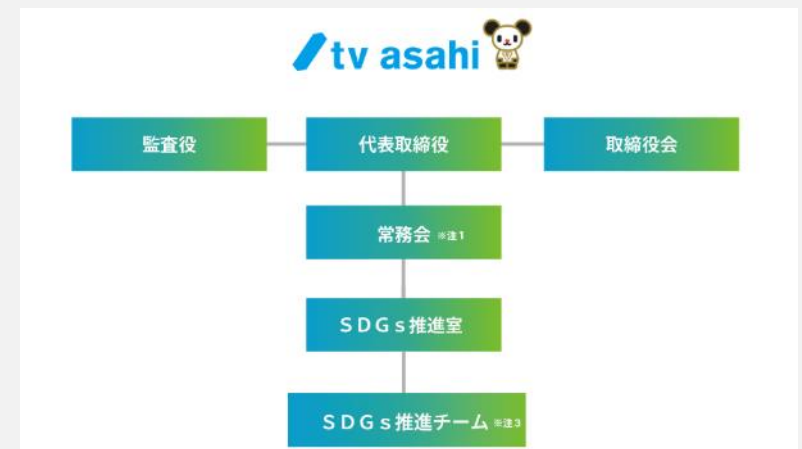 tv asahi
監査役
代表取締役
取締役会
常務会 ※注1
ＳＤＧｓ推進室
ＳＤＧｓ推進チーム ※注3